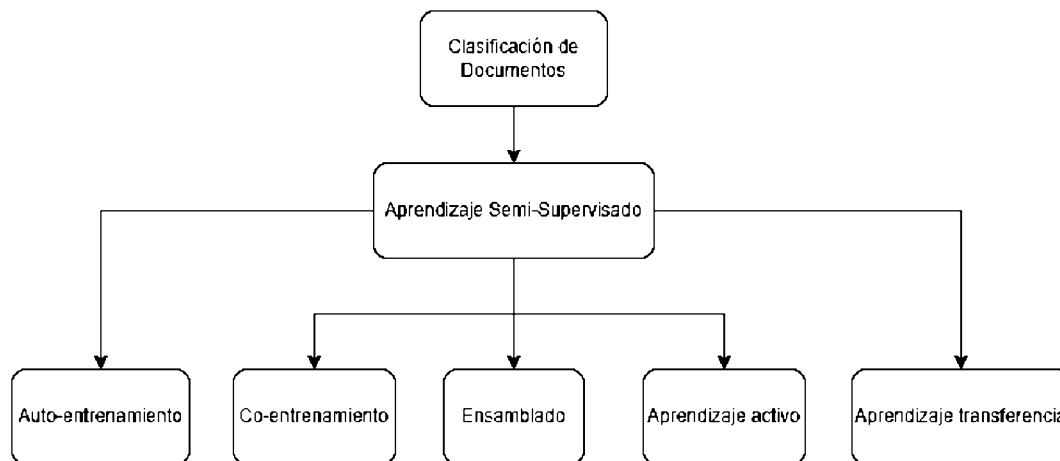 Clasificación de
Documentos
Aprendizaje Semi-Supervisado
Auto-entrenamiento
Co-entrenamiento
Ensamblado
Aprendizaje activo
Aprendizaje transferencia